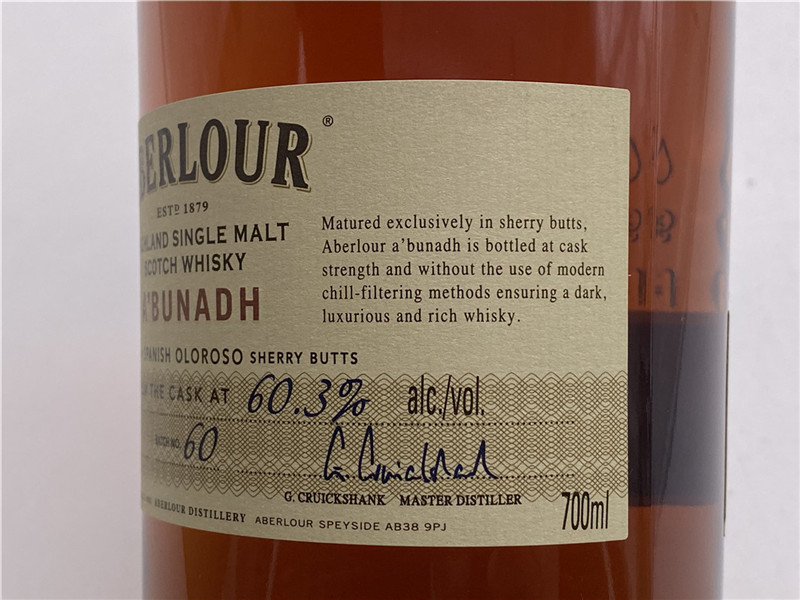 BERLOUR ®
ESTD 1879
HLAND SINGLE MALT
SCOTCH WHISKY
A'BUNADH
SPANISH OLOROSO SHERRY BUTTS
THE CASK AT 60.3% alc./vol.
BATCH NO. 60
Matured exclusively in sherry butts,
Aberlour a'bunadh is bottled at cask
strength and without the use of modern
chill-filtering methods ensuring a dark,
luxurious and rich whisky.
G. Cruickshank
G. CRUICKSHANK MASTER DISTILLER
ABERLOUR DISTILLERY ABERLOUR SPEYSIDE AB38 9PJ
700ml